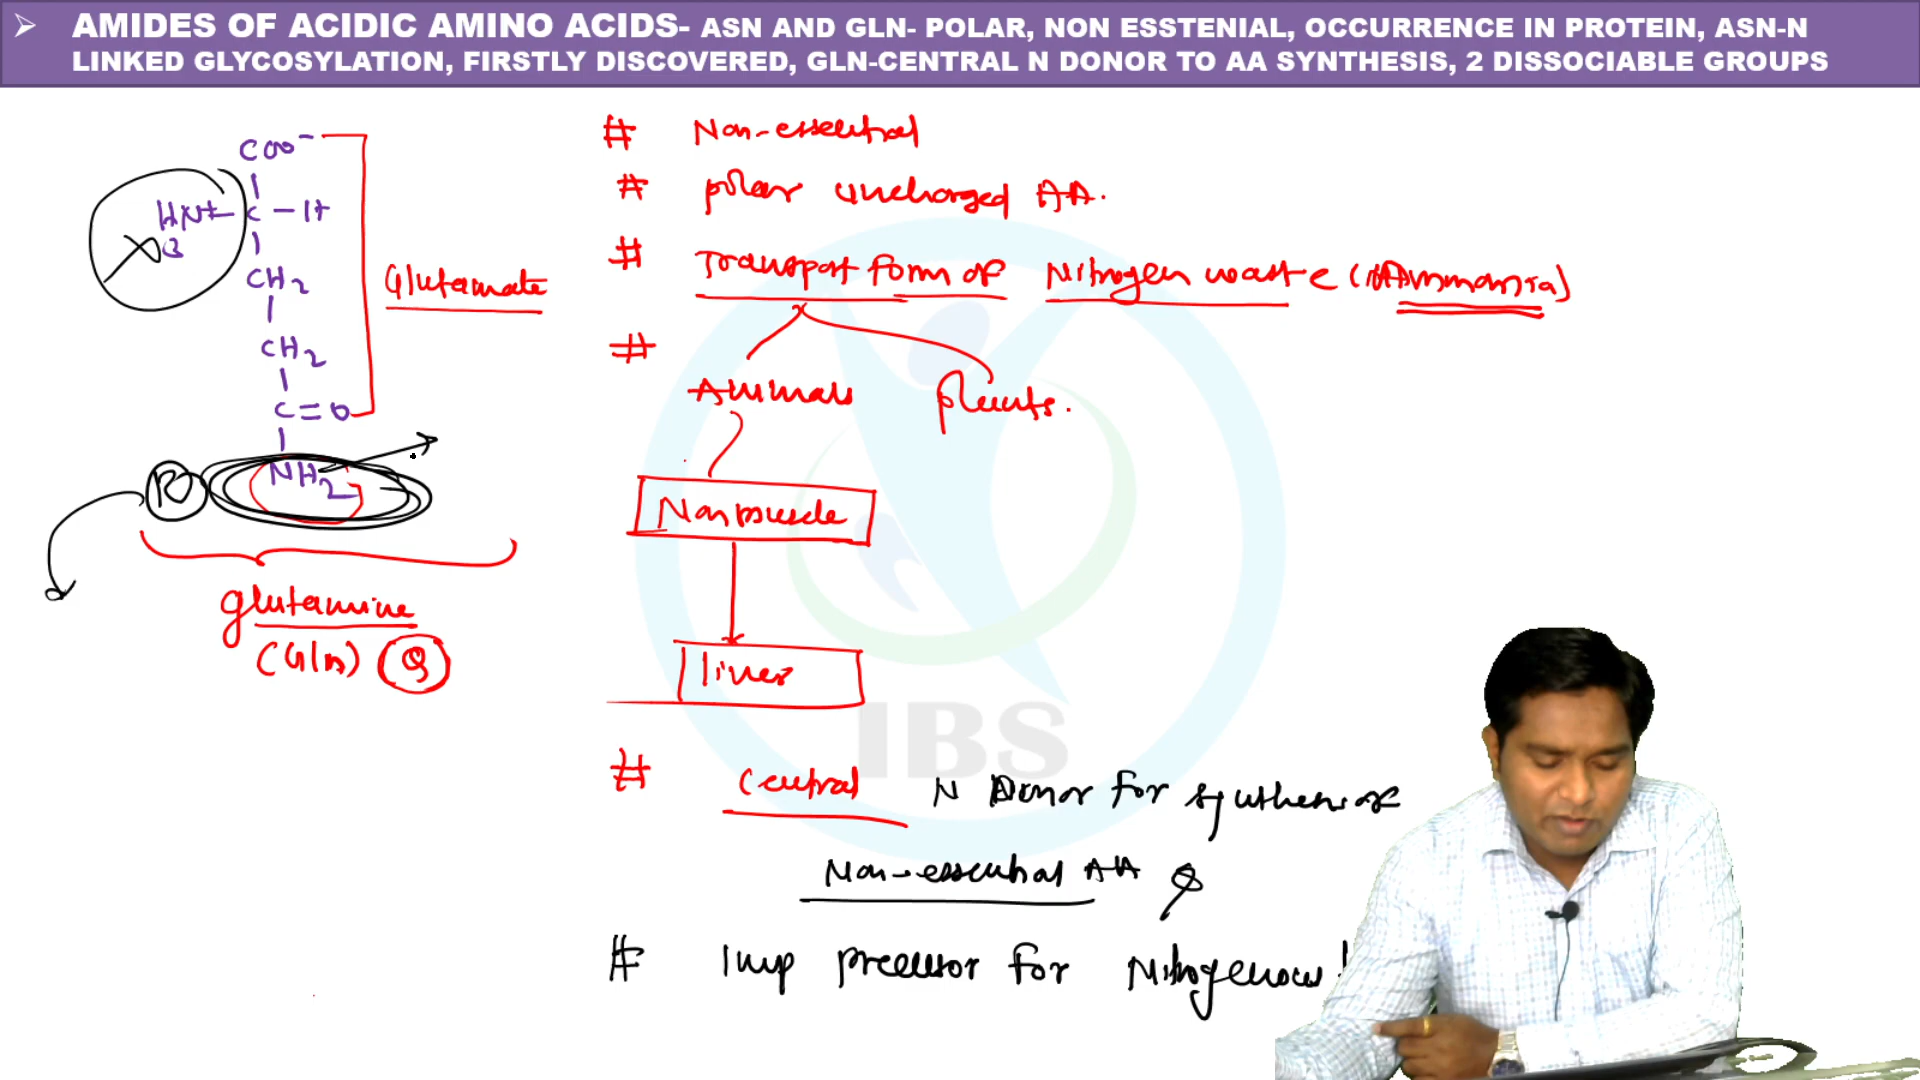 AMIDES OF ACIDIC AMINO ACIDS- ASN AND GLN- POLAR, NON ESSTENIAL, OCCURRENCE IN PROTEIN, ASN-N
LINKED GLYCOSYLATION, FIRSTLY DISCOVERED, GLN-CENTRAL N DONOR TO AA SYNTHESIS, 2 DISSOCIABLE GROUPS
COO-
H3N+ - C - H
CH2
CH2
C=O
NH2
R
Glutamate
glutamine
(Gln) Q
# Non-essential
# polar uncharged AA.
# Transport form of Nitrogen waste (Ammonia)
#
Animals plants.
Non muscle
liver
# Central N Donor for synthesis of
Non-essential AA
# Imp precursor for Nitrogenous
IBS